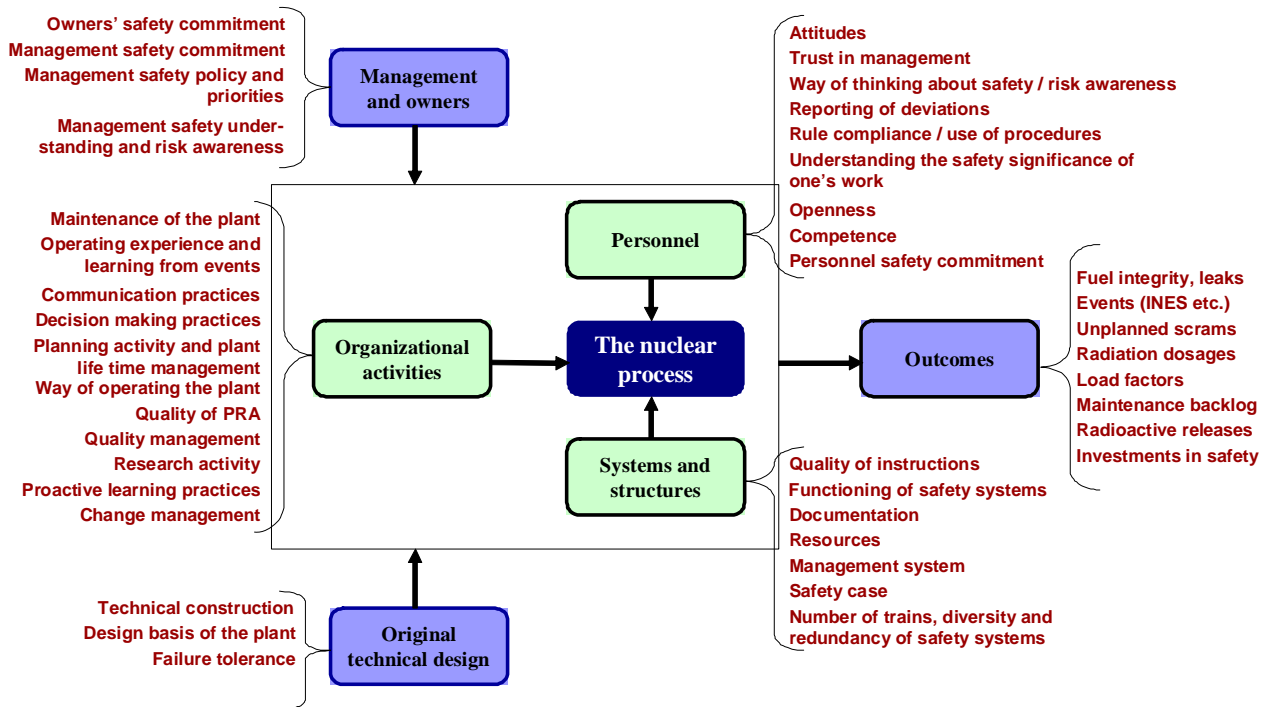 Owners’ safety commitment
Management safety commitment
Management safety policy and
priorities
Management safety under-
standing and risk awareness
Management
and owners
Attitudes
Trust in management
Way of thinking about safety / risk awareness
Reporting of deviations
Rule compliance / use of procedures
Understanding the safety significance of
one’s work
Openness
Competence
Personnel safety commitment
Personnel
Maintenance of the plant
Operating experience and
learning from events
Communication practices
Decision making practices
Planning activity and plant
life time management
Way of operating the plant
Quality of PRA
Quality management
Research activity
Proactive learning practices
Change management
Organizational
activities
The nuclear
process
Outcomes
Fuel integrity, leaks
Events (INES etc.)
Unplanned scrams
Radiation dosages
Load factors
Maintenance backlog
Radioactive releases
Investments in safety
Systems and
structures
Quality of instructions
Functioning of safety systems
Documentation
Resources
Management system
Safety case
Number of trains, diversity and
redundancy of safety systems
Technical construction
Design basis of the plant
Failure tolerance
Original
technical design